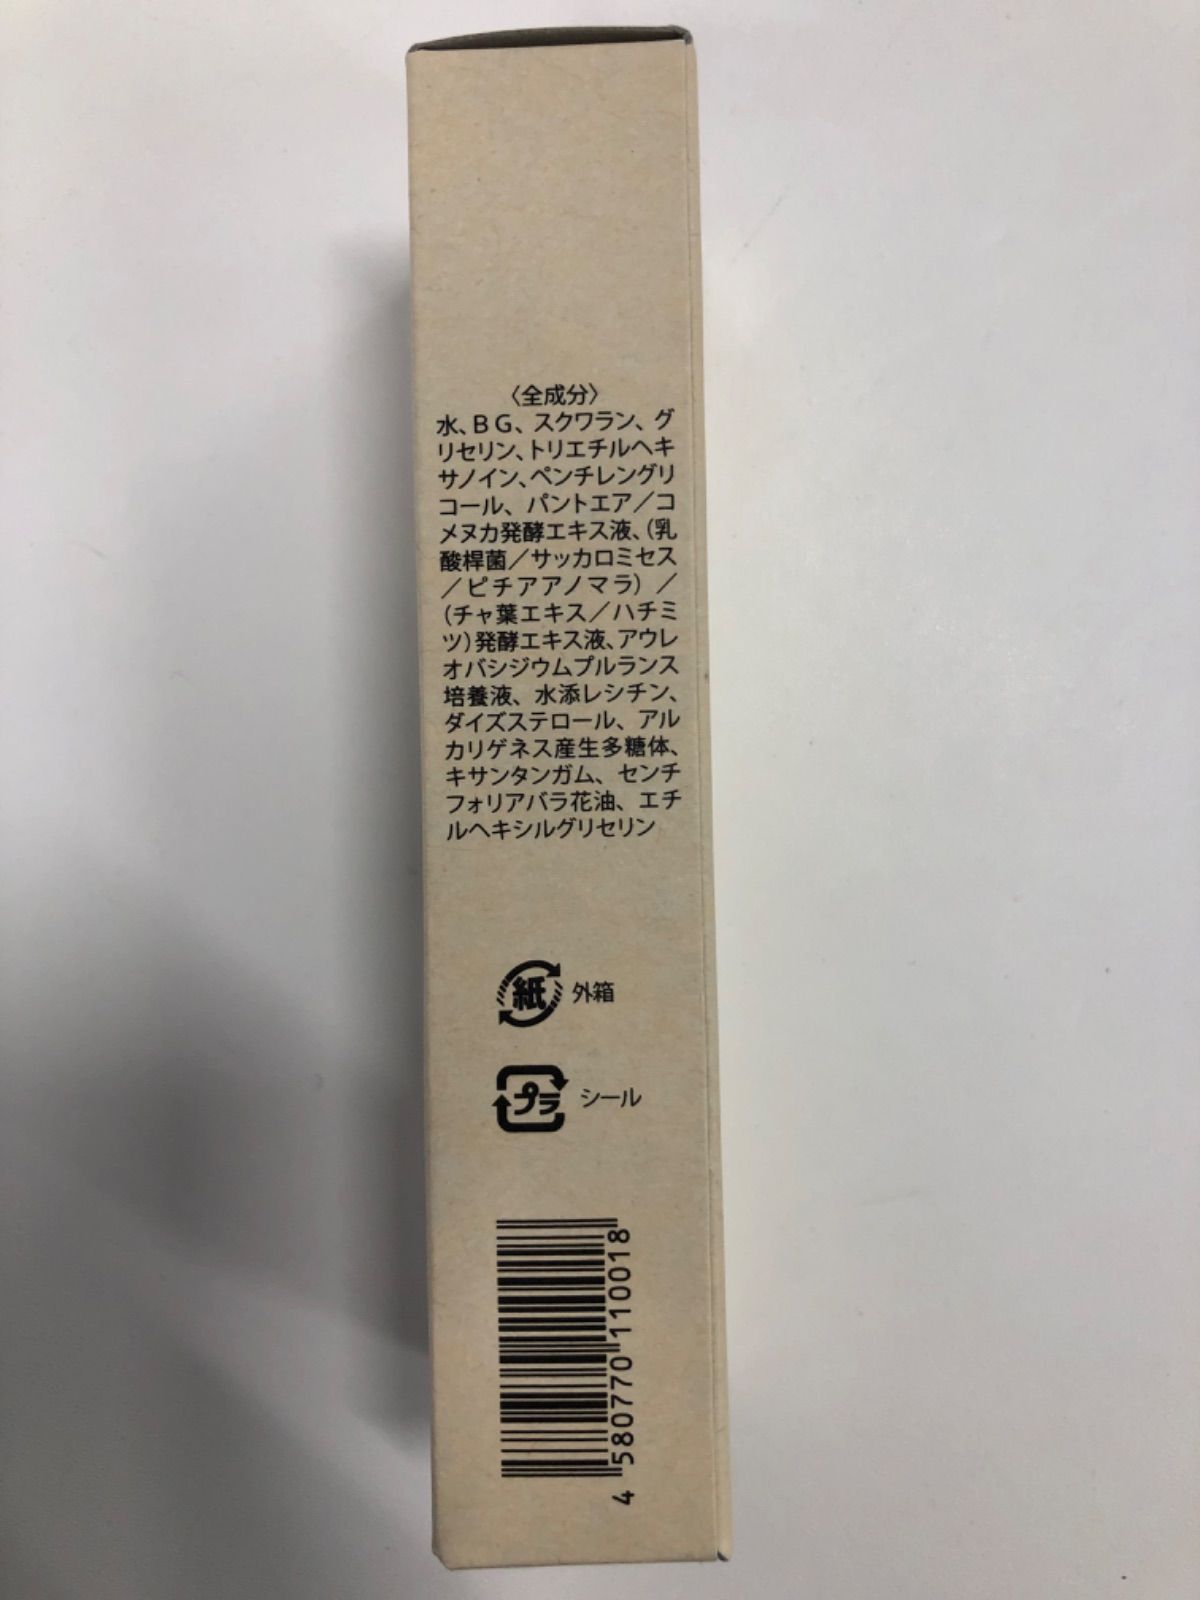 〈全成分〉
水、BG、スクワラン、グ
リセリン、トリエチルヘキ
サノイン、ペンチレングリ
コール、パントエア／コ
メヌカ発酵エキス液、(乳
酸桿菌／サッカロミセス
／ピチアアノマラ)／
(チャ葉エキス／ハチミ
ツ)発酵エキス液、アウレ
オバシジウムプルランス
培養液、水添レシチン、
ダイズステロール、アル
カリゲネス産生多糖体、
キサンタンガム、センチ
フォリアバラ花油、エチ
ルヘキシルグリセリン
紙 外箱
プラ シール
4 580770 110018